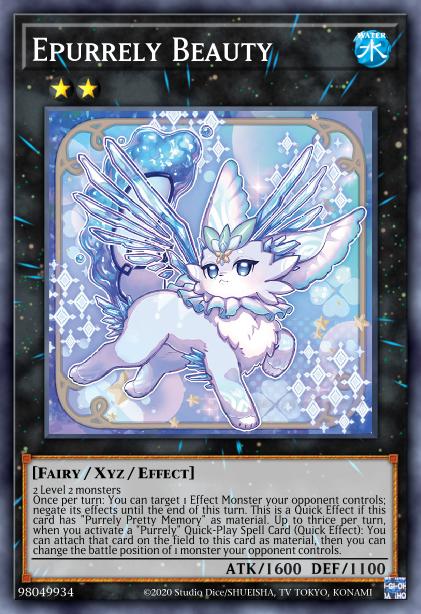 Epurrely Beauty
WATER
水
[Fairy / Xyz / Effect]
2 Level 2 monsters
Once per turn: You can target 1 Effect Monster your opponent controls;
negate its effects until the end of this turn. This is a Quick Effect if this
card has "Purrely Pretty Memory" as material. Up to thrice per turn,
when you activate a "Purrely" Quick-Play Spell Card (Quick Effect): You
can attach that card on the field to this card as material, then you can
change the battle position of 1 monster your opponent controls.
ATK/1600 DEF/1100
98049934
©2020 Studio Dice/SHUEISHA, TV TOKYO, KONAMI